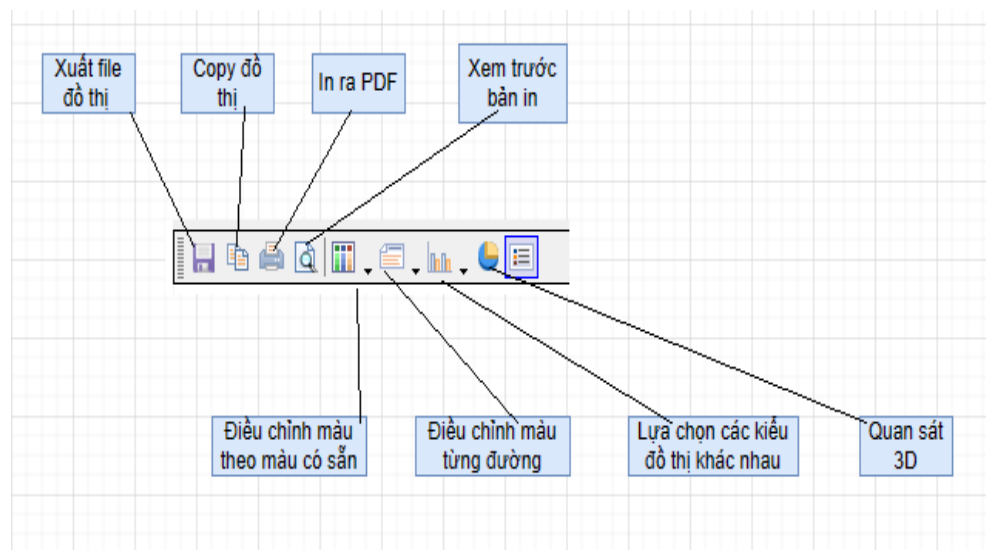 Xuất file
đồ thị
Copy đồ
thị
In ra PDF
Xem trước
bản in
Điều chỉnh màu
theo màu có sẵn
Điều chỉnh màu
từng đường
Lựa chọn các kiểu
đồ thị khác nhau
Quan sát
3D